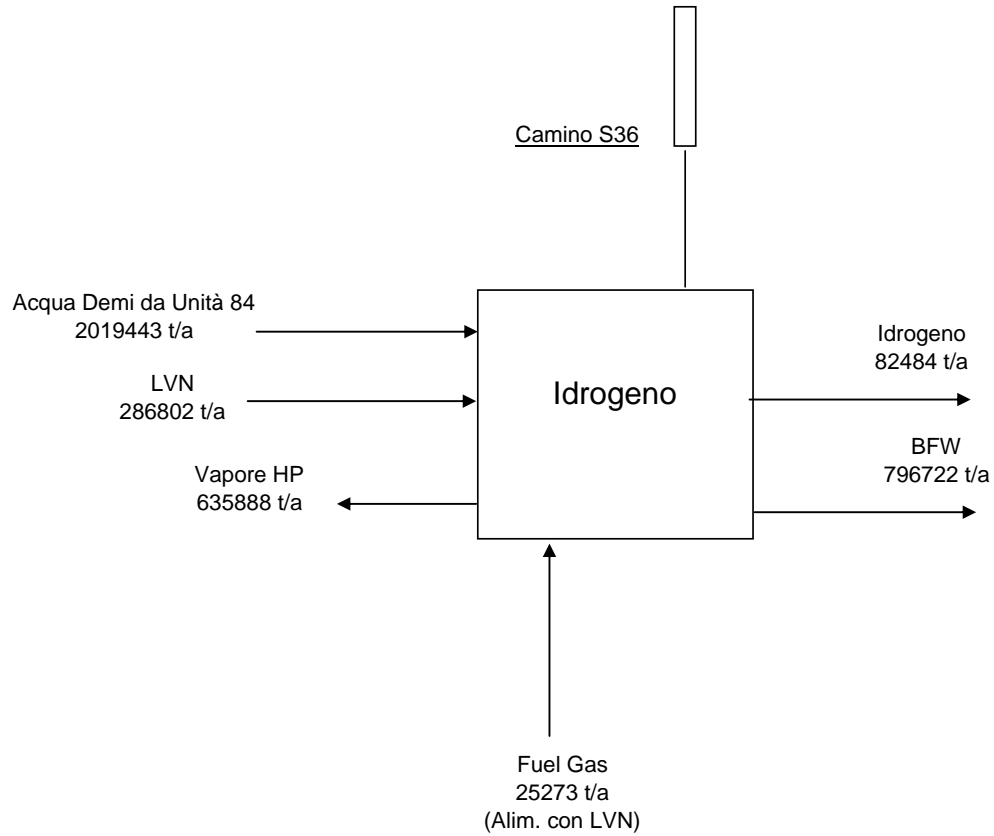 Camino S36
Acqua Demi da Unità 84
2019443 t/a
Idrogeno
82484 t/a
LVN
286802 t/a
Idrogeno
BFW
796722 t/a
Vapore HP
635888 t/a
Fuel Gas
25273 t/a
(Alim. con LVN)